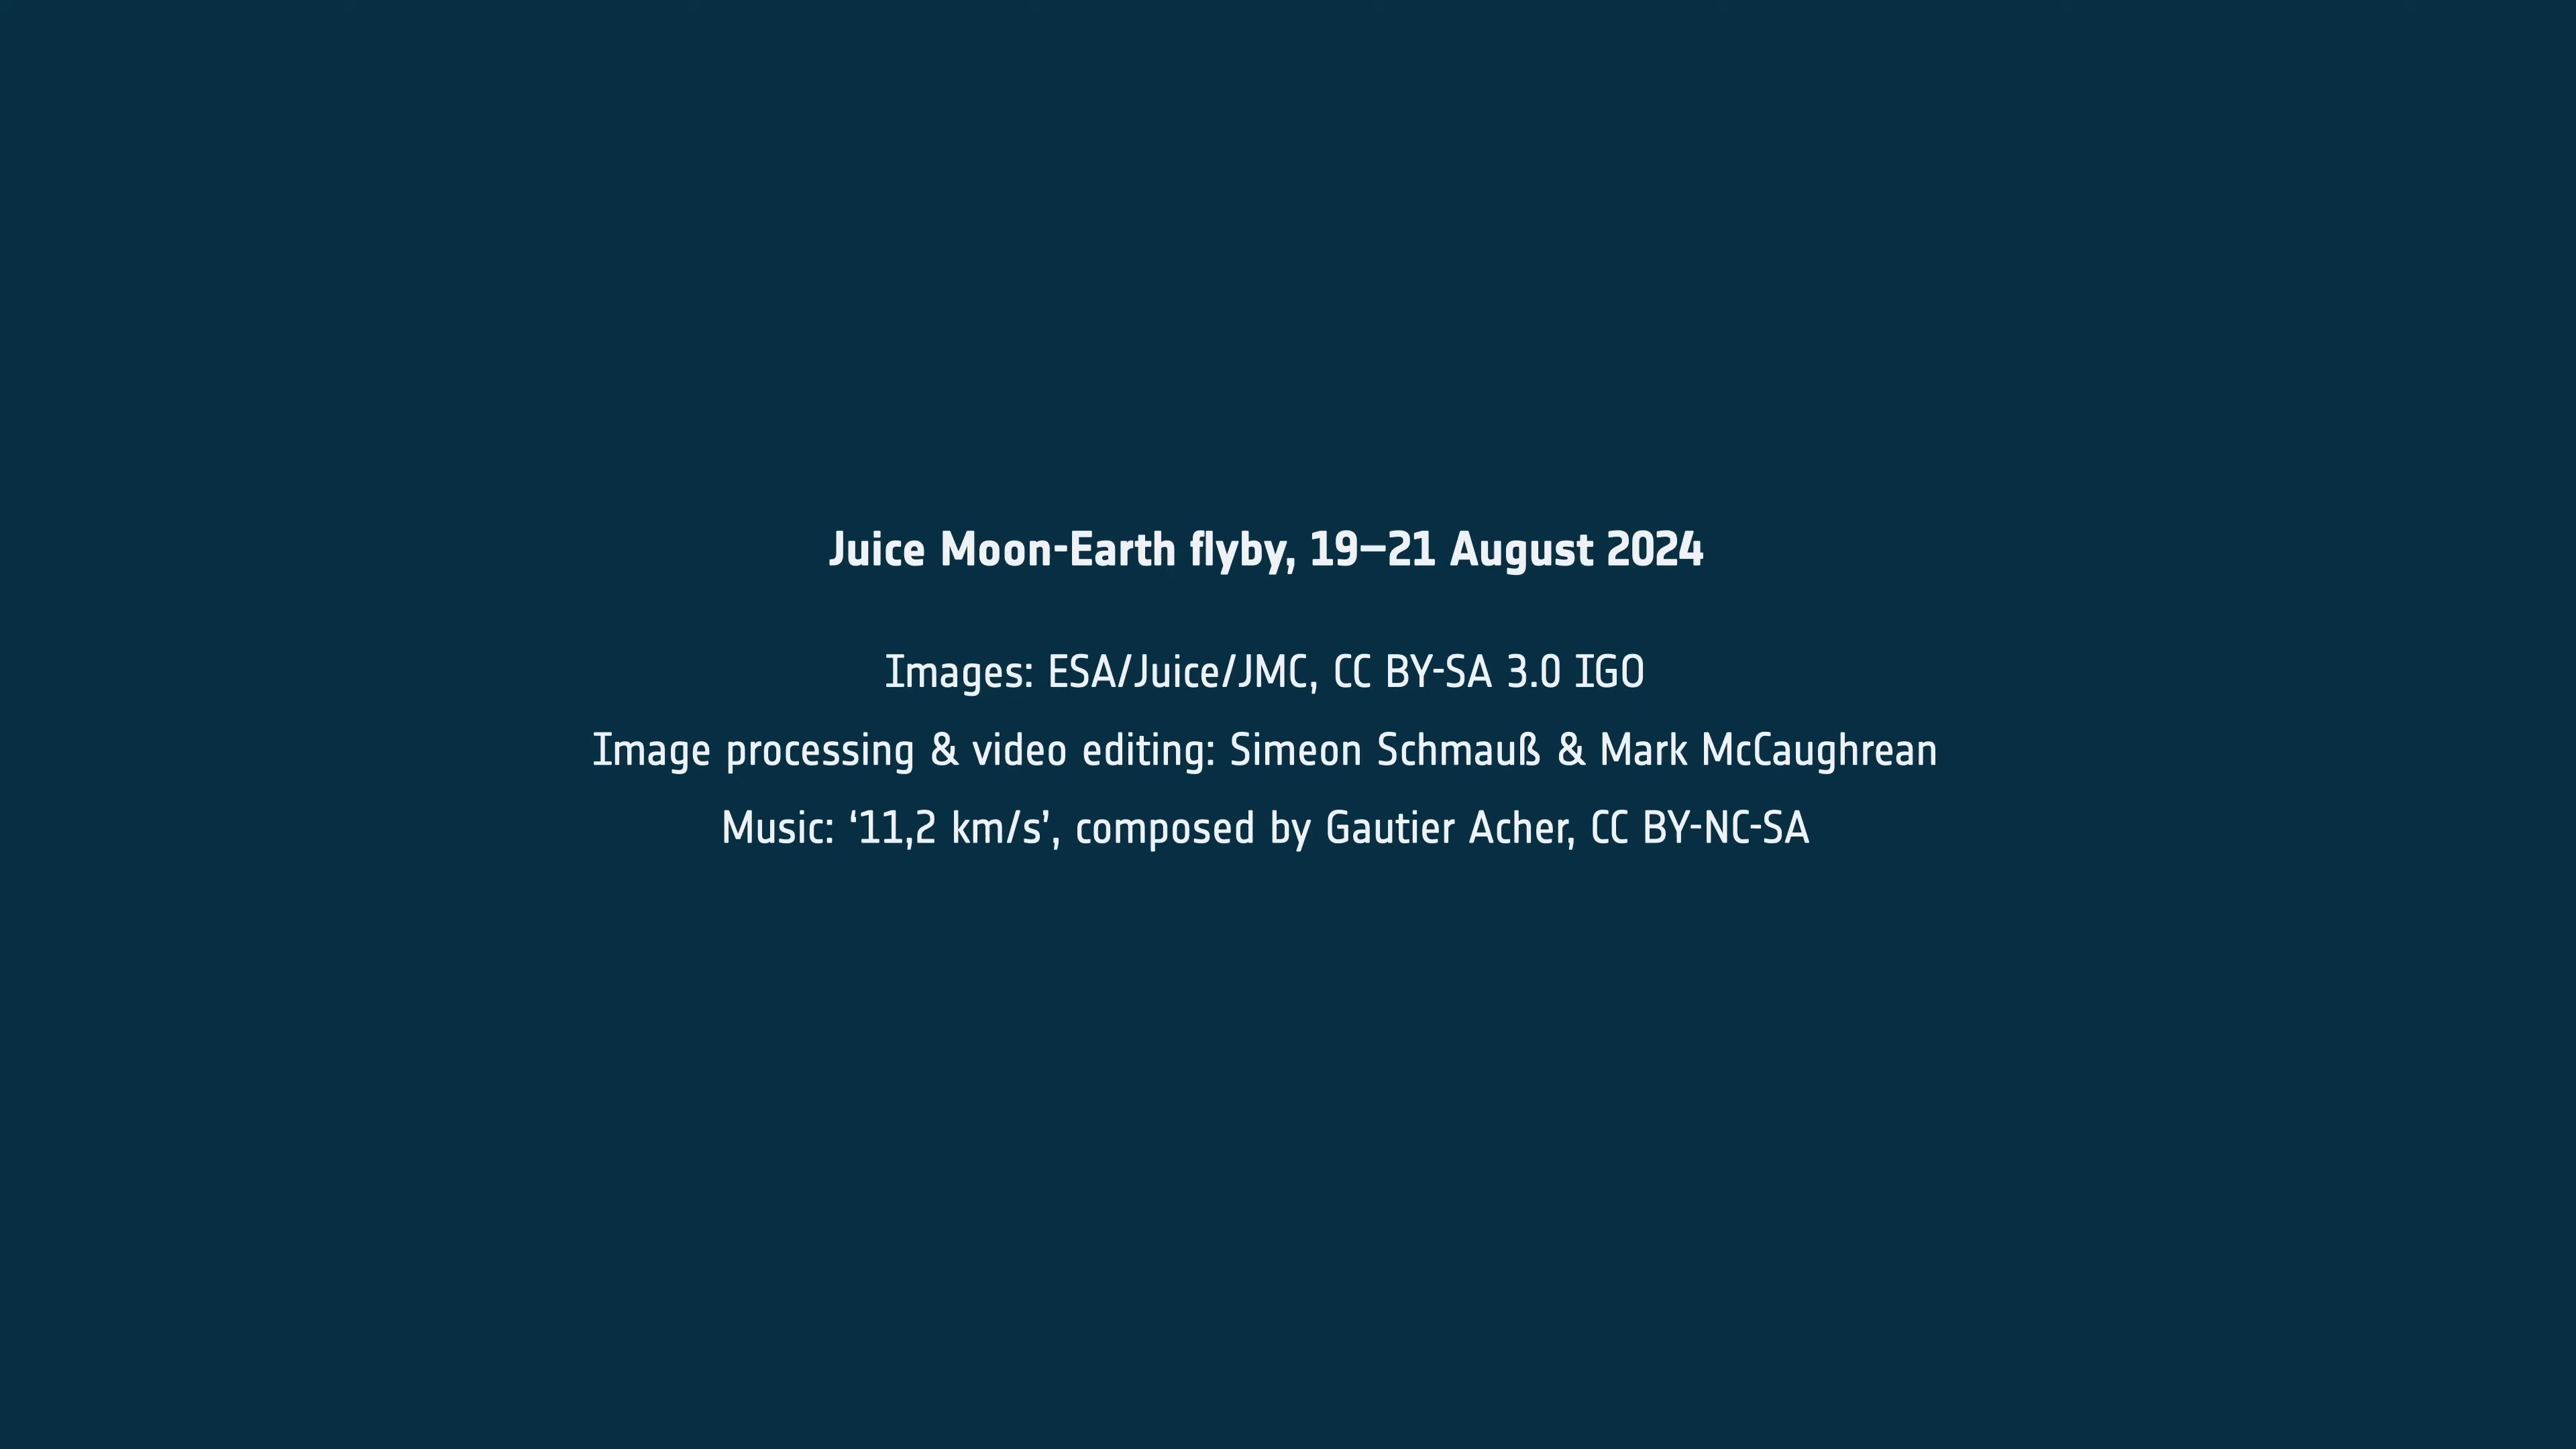 Juice Moon-Earth flyby, 19–21 August 2024
Images: ESA/Juice/JMC, CC BY-SA 3.0 IGO
Image processing & video editing: Simeon Schmauß & Mark McCaughrean
Music: ‘11,2 km/s’, composed by Gautier Acher, CC BY-NC-SA